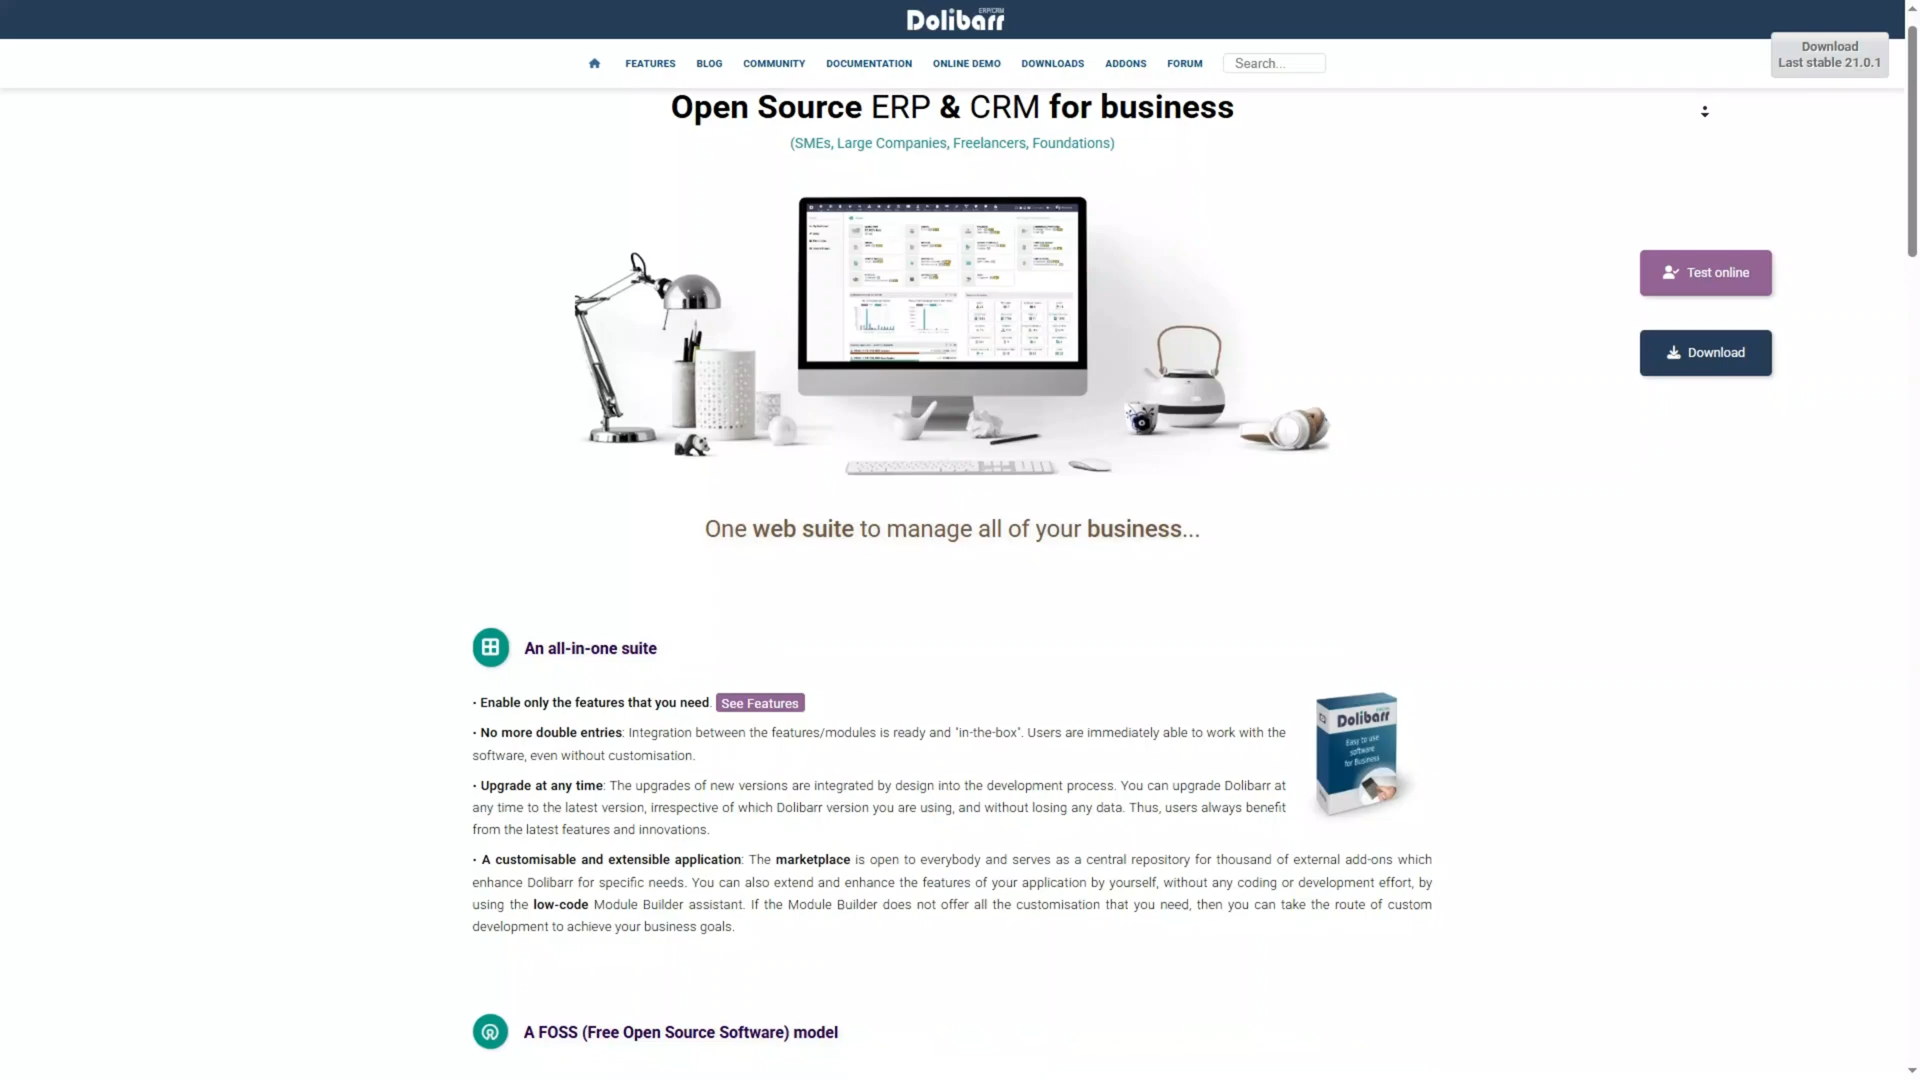 Dolibarr ERP/CRM
FEATURES BLOG COMMUNITY DOCUMENTATION ONLINE DEMO DOWNLOADS ADDONS FORUM Search...
Download
Last stable 21.0.1
Open Source ERP & CRM for business
(SMEs, Large Companies, Freelancers, Foundations)
Test online
Download
One web suite to manage all of your business...
An all-in-one suite
· Enable only the features that you need. See Features
· No more double entries: Integration between the features/modules is ready and "in-the-box". Users are immediately able to work with the
software, even without customisation.
· Upgrade at any time: The upgrades of new versions are integrated by design into the development process. You can upgrade Dolibarr at
any time to the latest version, irrespective of which Dolibarr version you are using, and without losing any data. Thus, users always benefit
from the latest features and innovations.
Dolibarr
Easy to use
software
for Business
· A customisable and extensible application: The marketplace is open to everybody and serves as a central repository for thousand of external add-ons which
enhance Dolibarr for specific needs. You can also extend and enhance the features of your application by yourself, without any coding or development effort, by
using the low-code Module Builder assistant. If the Module Builder does not offer all the customisation that you need, then you can take the route of custom
development to achieve your business goals.
A FOSS (Free Open Source Software) model